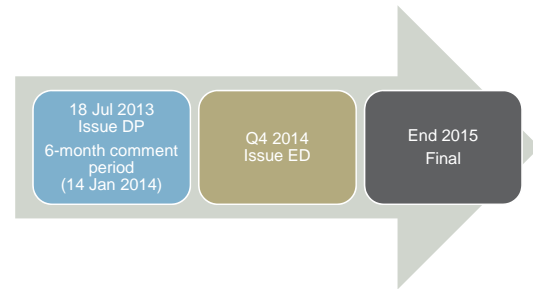 18 Jul 2013
Issue DP
6-month comment
period
(14 Jan 2014)
Q4 2014
Issue ED
End 2015
Final